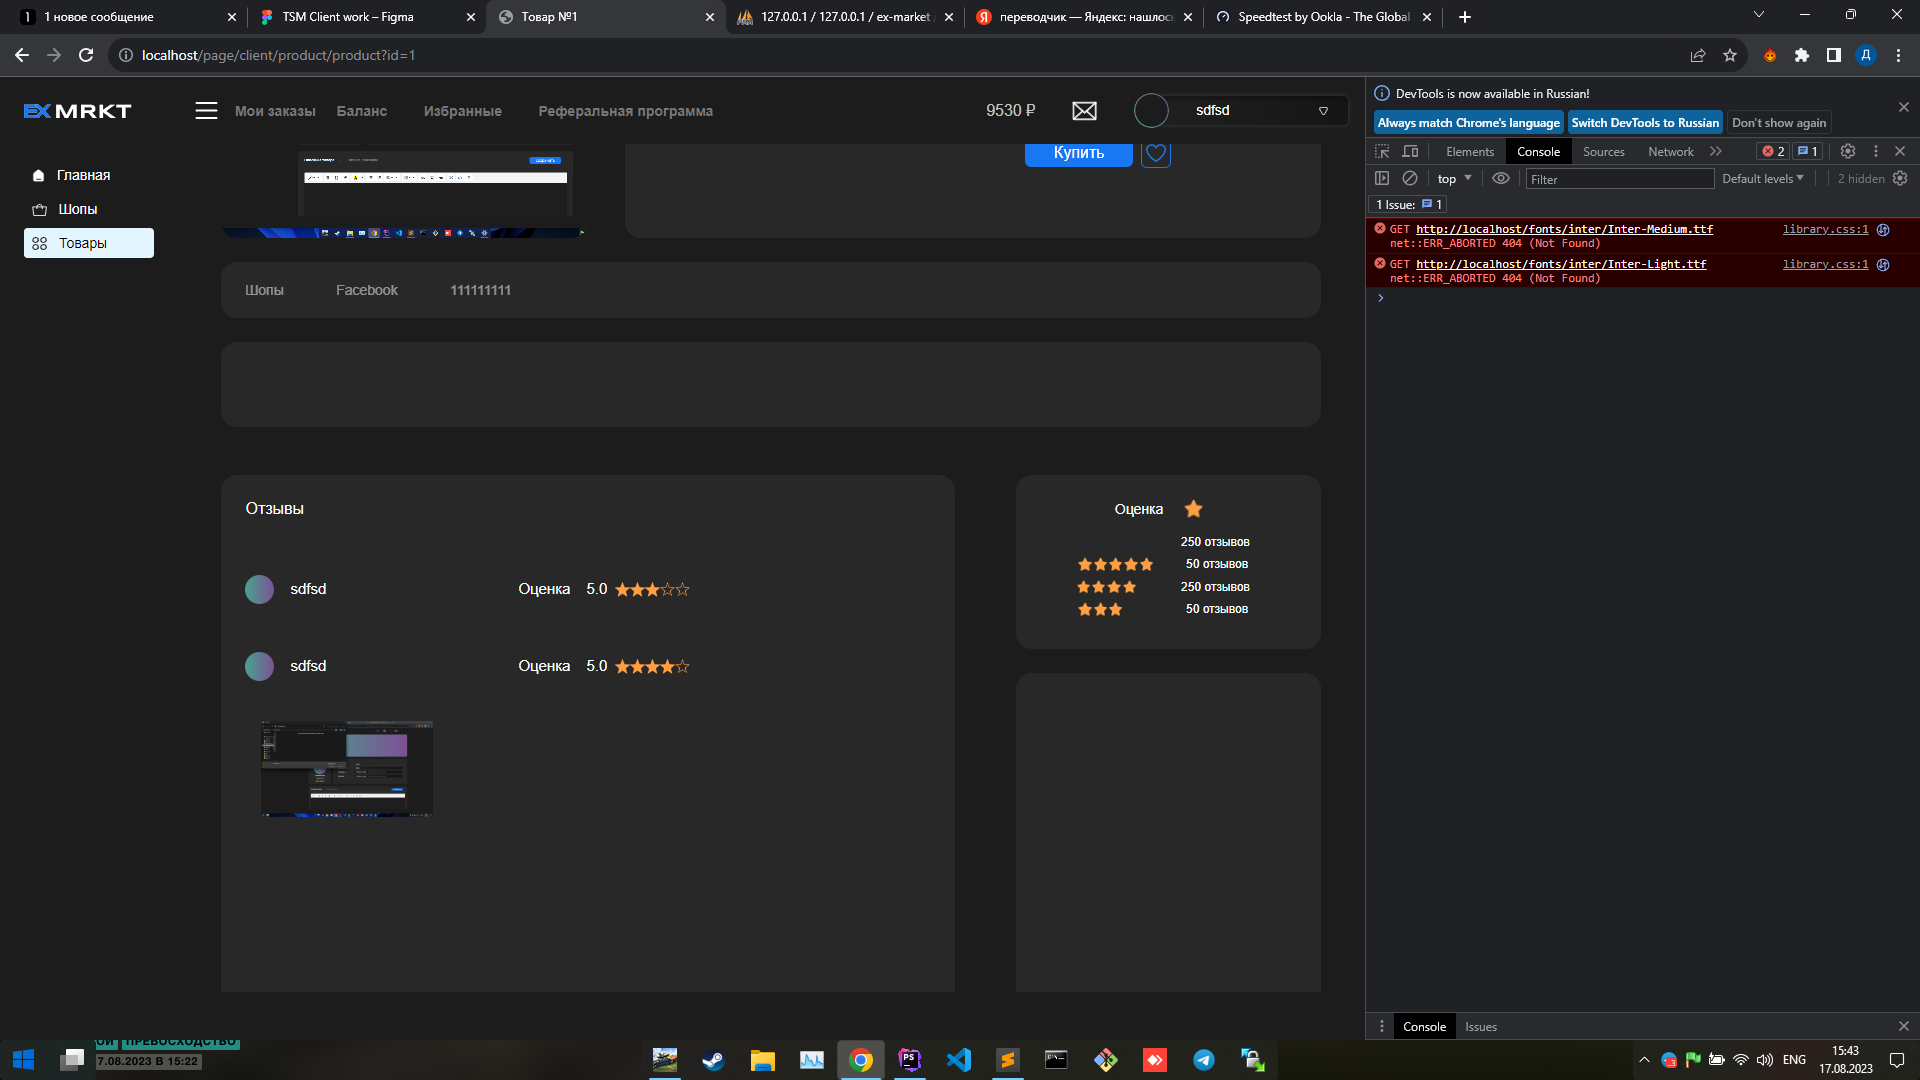 1 новое сообщение
TSM Client work – Figma
Товар №1
127.0.0.1 / 127.0.0.1 / ex-market
переводчик — Яндекс: нашлос
Speedtest by Ookla - The Global
localhost/page/client/product/product?id=1
Д
EX MRKT
Мои заказы Баланс Избранные Реферальная программа
9530 ₽
sdfsd
Главная
Шопы
Товары
Купить
Шопы Facebook 111111111
Отзывы
sdfsd Оценка 5.0
sdfsd Оценка 5.0
Оценка
250 отзывов
50 отзывов
250 отзывов
50 отзывов
DevTools is now available in Russian!
Always match Chrome's language Switch DevTools to Russian Don't show again
Elements Console Sources Network 2 1
top Filter Default levels 2 hidden
1 Issue: 1
GET http://localhost/fonts/inter/Inter-Medium.ttf library.css:1
net::ERR_ABORTED 404 (Not Found)
GET http://localhost/fonts/inter/Inter-Light.ttf library.css:1
net::ERR_ABORTED 404 (Not Found)
Console Issues
ПРЕВОСХОДСТВО
7.08.2023 В 15:22
ENG
15:43
17.08.2023